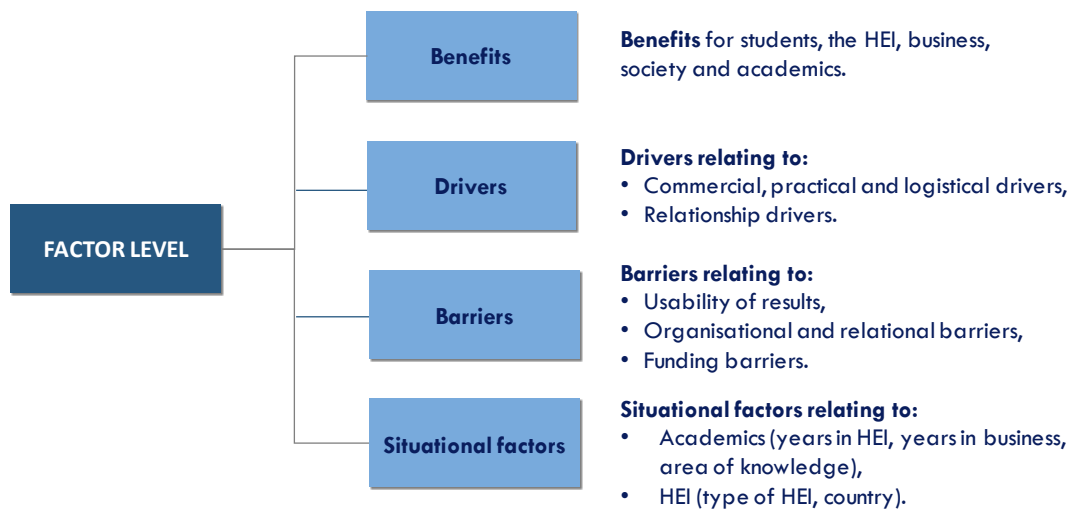 FACTOR LEVEL
Benefits
Benefits for students, the HEI, business,
society and academics.
Drivers
Drivers relating to:
• Commercial, practical and logistical drivers,
• Relationship drivers.
Barriers
Barriers relating to:
• Usability of results,
• Organisational and relational barriers,
• Funding barriers.
Situational factors
Situational factors relating to:
• Academics (years in HEI, years in business,
area of knowledge),
• HEI (type of HEI, country).